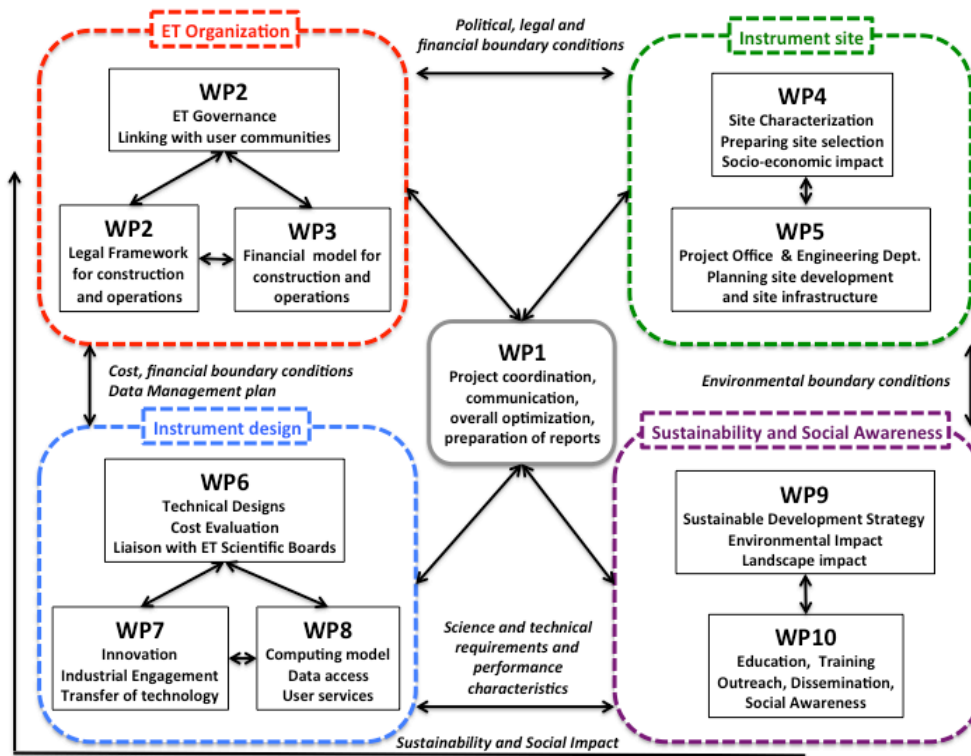 ET Organization
Political, legal and
financial boundary conditions
Instrument site
WP2
ET Governance
Linking with user communities
WP2
Legal Framework
for construction
and operations
WP3
Financial model for
construction and
operations
WP4
Site Characterization
Preparing site selection
Socio-economic impact
WP5
Project Office & Engineering Dept.
Planning site development
and site infrastructure
WP1
Project coordination,
communication,
overall optimization,
preparation of reports
Cost, financial boundary conditions
Data Management plan
Environmental boundary conditions
Instrument design
WP6
Technical Designs
Cost Evaluation
Liaison with ET Scientific Boards
WP7
Innovation
Industrial Engagement
Transfer of technology
WP8
Computing model
Data access
User services
Science and technical
requirements and
performance
characteristics
Sustainability and Social Awareness
WP9
Sustainable Development Strategy
Environmental Impact
Landscape impact
WP10
Education, Training
Outreach, Dissemination,
Social Awareness
Sustainability and Social Impact